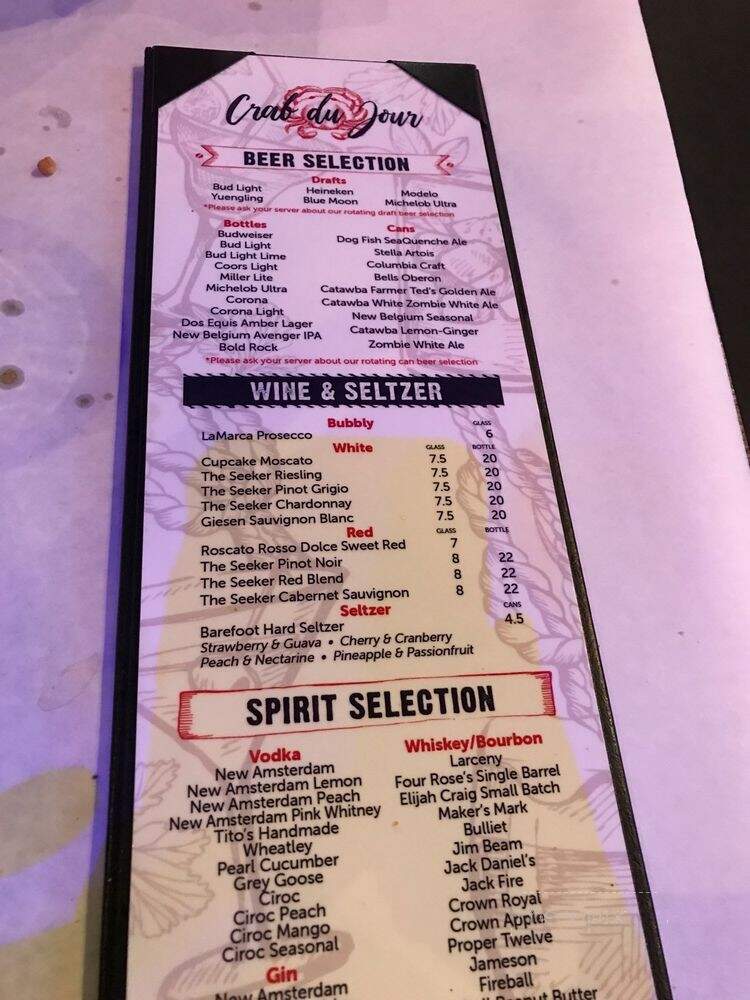 Crab du Jour
BEER SELECTION
Drafts
Bud Light Heineken Modelo
Yuengling Blue Moon Michelob Ultra
*Please ask your server about our rotating draft beer selection
Bottles
Budweiser
Bud Light
Bud Light Lime
Coors Light
Miller Lite
Michelob Ultra
Corona
Corona Light
Dos Equis Amber Lager
New Belgium Avenger IPA
Bold Rock
Cans
Dog Fish SeaQuenche Ale
Stella Artois
Columbia Craft
Bells Oberon
Catawba Farmer Ted's Golden Ale
Catawba White Zombie White Ale
New Belgium Seasonal
Catawba Lemon-Ginger
Zombie White Ale
*Please ask your server about our rotating can beer selection
WINE & SELTZER
Bubbly GLASS
LaMarca Prosecco 6
White GLASS BOTTLE
Cupcake Moscato 7.5 20
The Seeker Riesling 7.5 20
The Seeker Pinot Grigio 7.5 20
The Seeker Chardonnay 7.5 20
Giesen Sauvignon Blanc 7.5 20
Red GLASS BOTTLE
Roscato Rosso Dolce Sweet Red 7
The Seeker Pinot Noir 8 22
The Seeker Red Blend 8 22
The Seeker Cabernet Sauvignon 8 22
Seltzer CANS
Barefoot Hard Seltzer 4.5
Strawberry & Guava • Cherry & Cranberry
Peach & Nectarine • Pineapple & Passionfruit
SPIRIT SELECTION
Vodka
New Amsterdam
New Amsterdam Lemon
New Amsterdam Peach
New Amsterdam Pink Whitney
Tito's Handmade
Wheatley
Pearl Cucumber
Grey Goose
Ciroc
Ciroc Peach
Ciroc Mango
Ciroc Seasonal
Gin
New Amsterdam
Whiskey/Bourbon
Larceny
Four Rose's Single Barrel
Elijah Craig Small Batch
Maker's Mark
Bulliet
Jim Beam
Jack Daniel's
Jack Fire
Crown Royal
Crown Apple
Proper Twelve
Jameson
Fireball
Peanut Butter